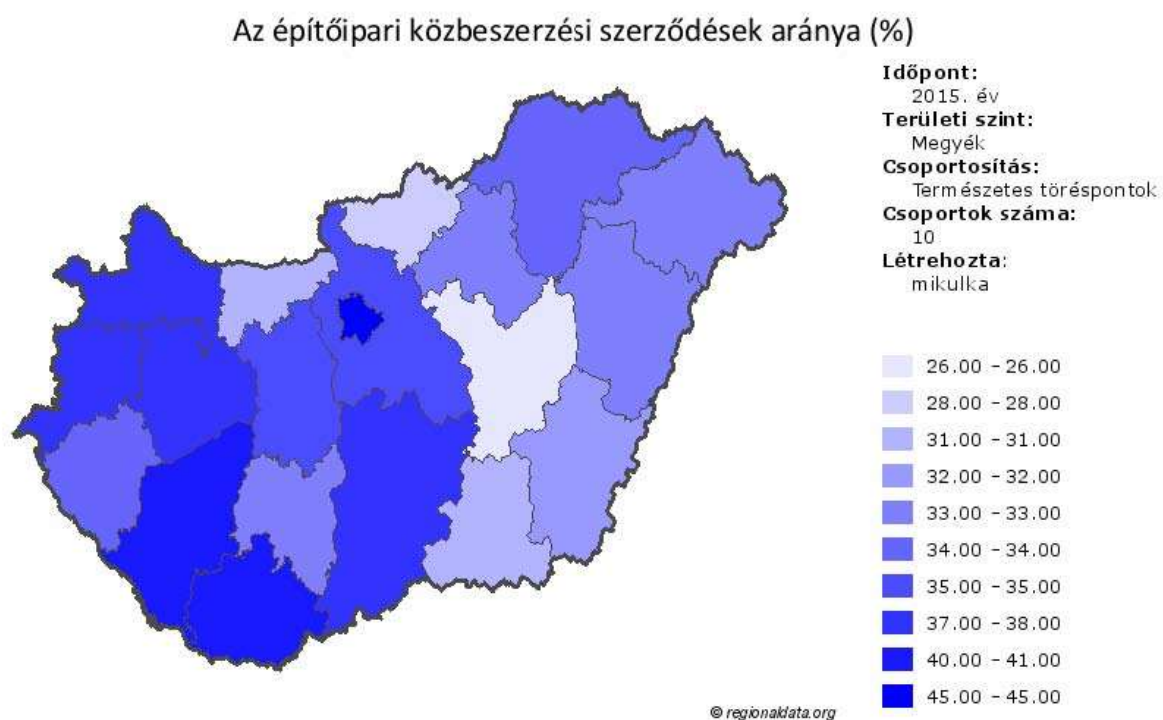 Az építőipari közbeszerzési szerződések aránya (%)
Időpont:
2015. év
Területi szint:
Megyék
Csoportosítás:
Természetes töréspontok
Csoportok száma:
10
Létrehozta:
mikulka
26.00 - 26.00
28.00 - 28.00
31.00 - 31.00
32.00 - 32.00
33.00 - 33.00
34.00 - 34.00
35.00 - 35.00
37.00 - 38.00
40.00 - 41.00
45.00 - 45.00
© regionaldata.org